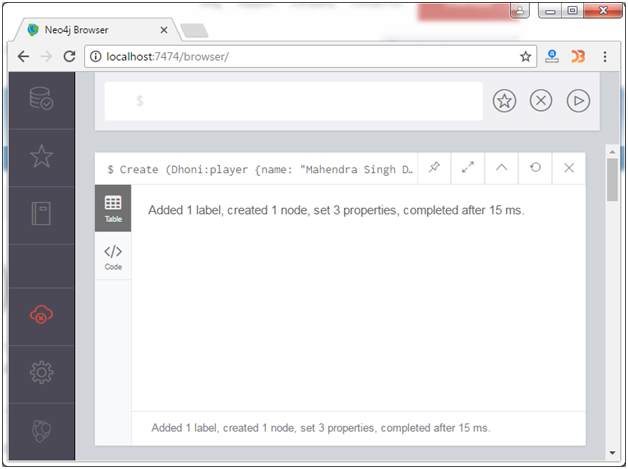 Neo4j Browser
localhost:7474/browser/
$
$ Create (Dhoni:player {name: "Mahendra Singh D…
Table
Added 1 label, created 1 node, set 3 properties, completed after 15 ms.
Code
Added 1 label, created 1 node, set 3 properties, completed after 15 ms.